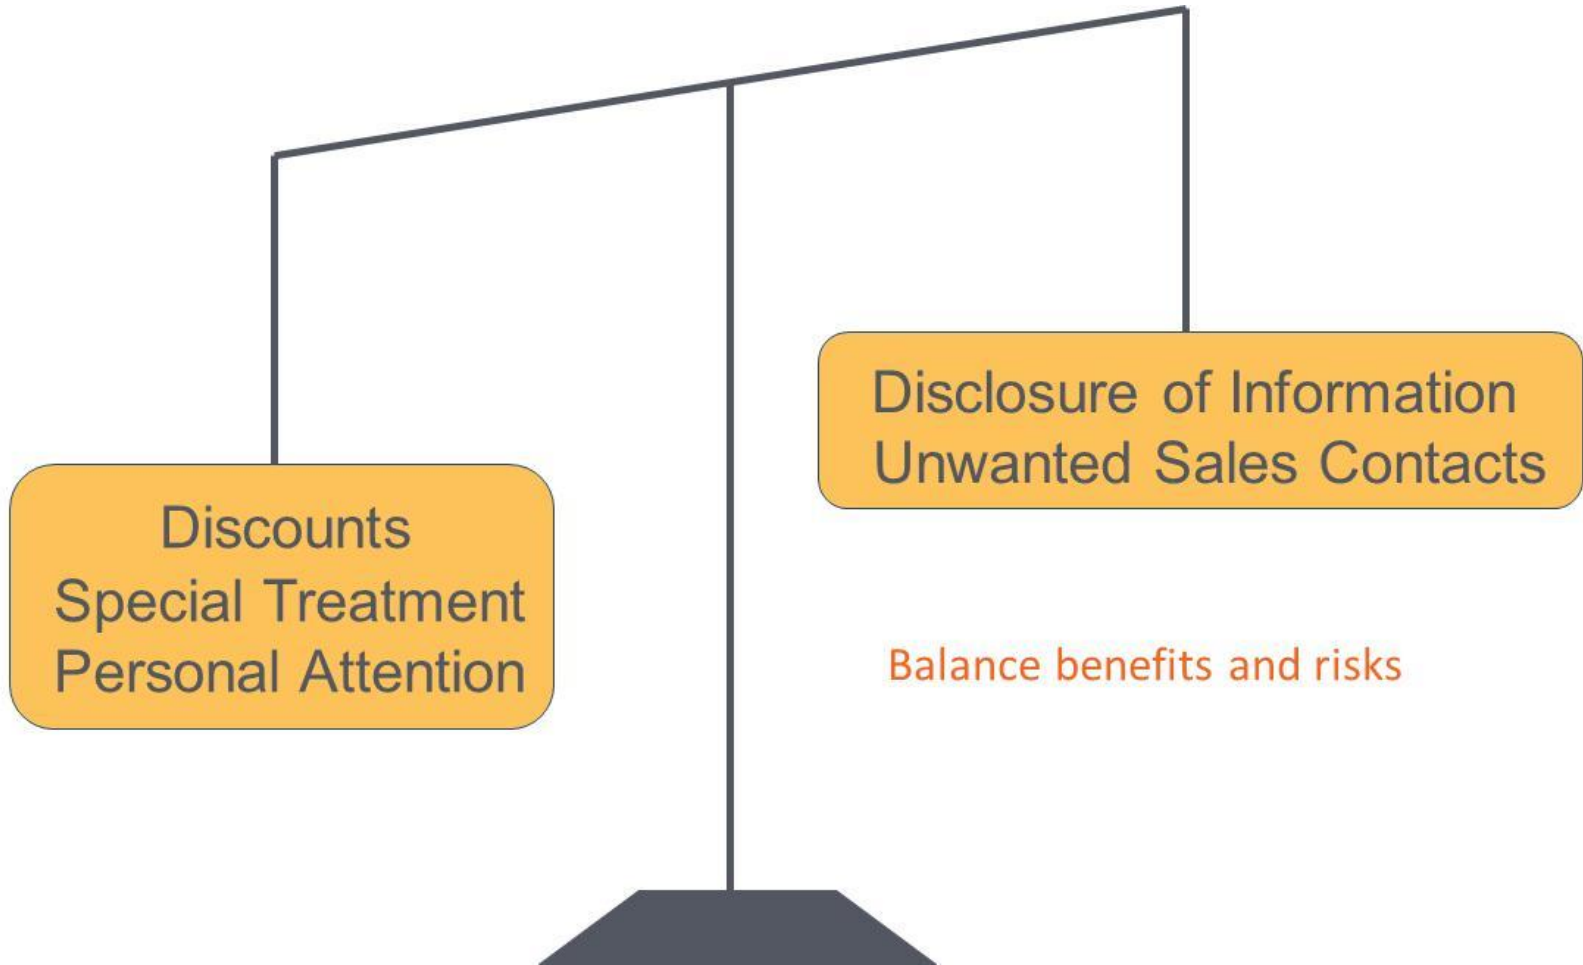 Discounts
Special Treatment
Personal Attention
Disclosure of Information
Unwanted Sales Contacts
Balance benefits and risks